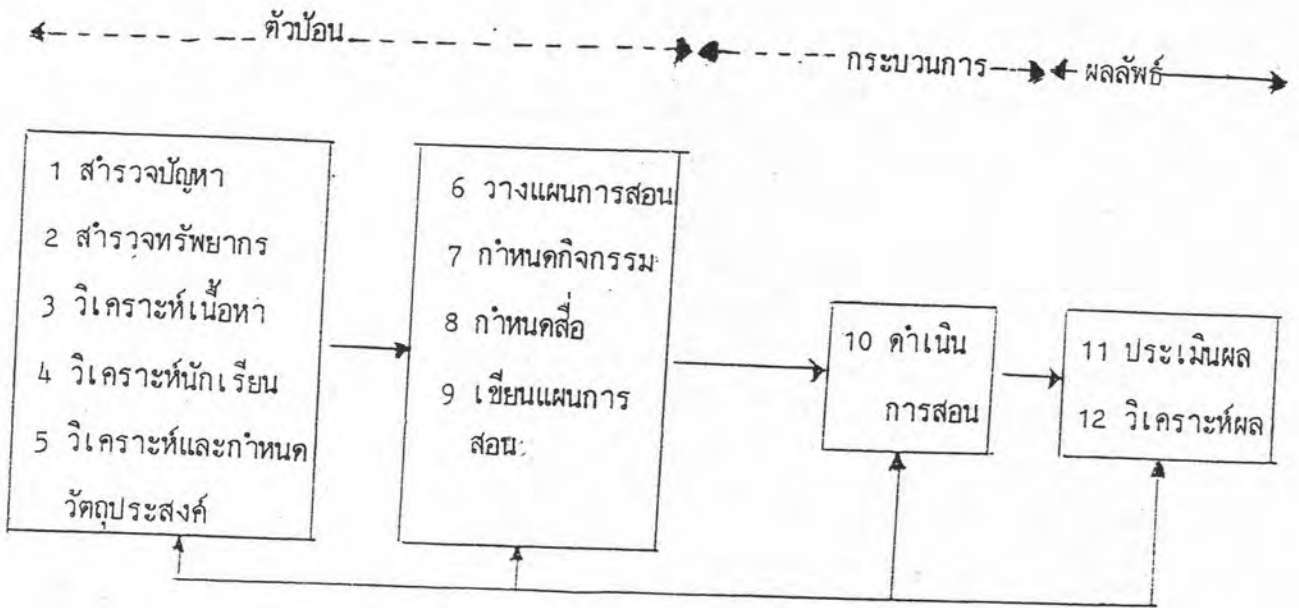 ตัวป้อน
กระบวนการ
ผลลัพธ์
1 สำรวจปัญหา
2 สำรวจทรัพยากร
3 วิเคราะห์เนื้อหา
4 วิเคราะห์นักเรียน
5 วิเคราะห์และกำหนด
วัตถุประสงค์
6 วางแผนการสอน
7 กำหนดกิจกรรม
8 กำหนดสื่อ
9 เขียนแผนการ
สอน
10 ดำเนิน
การสอน
11 ประเมินผล
12 วิเคราะห์ผล